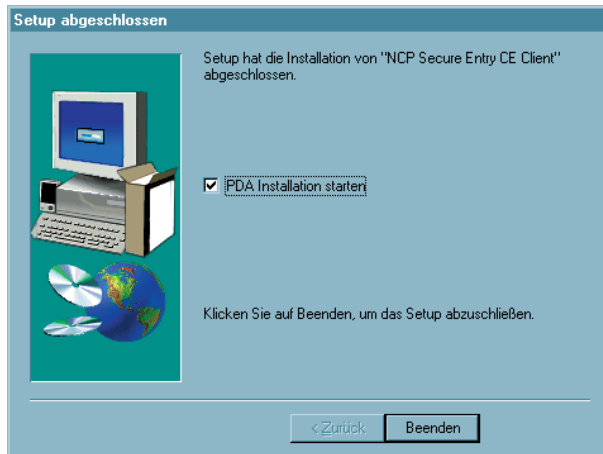 Setup abgeschlossen
Setup hat die Installation von "NCP Secure Entry CE Client"
abgeschlossen.
PDA Installation starten
Klicken Sie auf Beenden, um das Setup abzuschließen.
< Zurück
Beenden